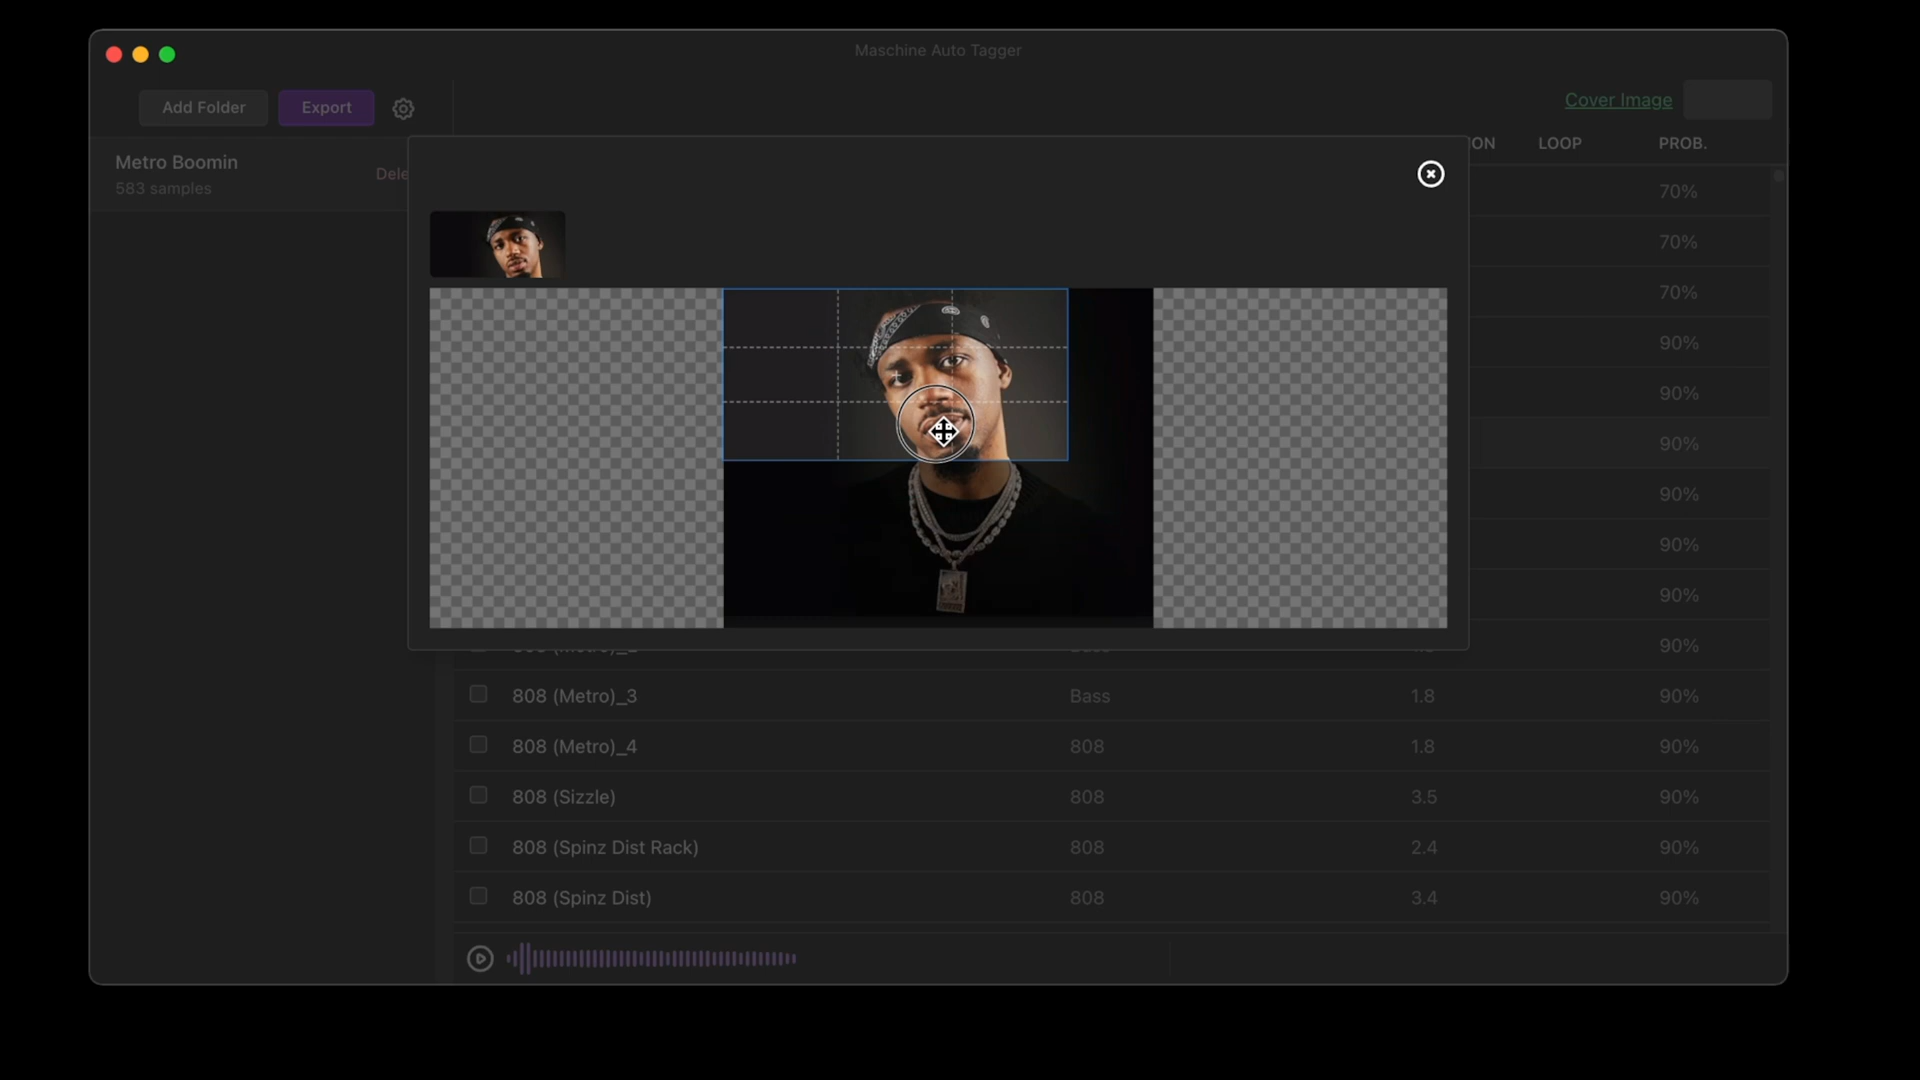 Maschine Auto Tagger
Add Folder
Export
Cover Image
Metro Boomin
583 samples
Dele
ON
LOOP
PROB.
70%
70%
70%
90%
90%
90%
90%
90%
90%
90%
808 (Metro)_3 Bass 1.8 90%
808 (Metro)_4 808 1.8 90%
808 (Sizzle) 808 3.5 90%
808 (Spinz Dist Rack) 808 2.4 90%
808 (Spinz Dist) 808 3.4 90%